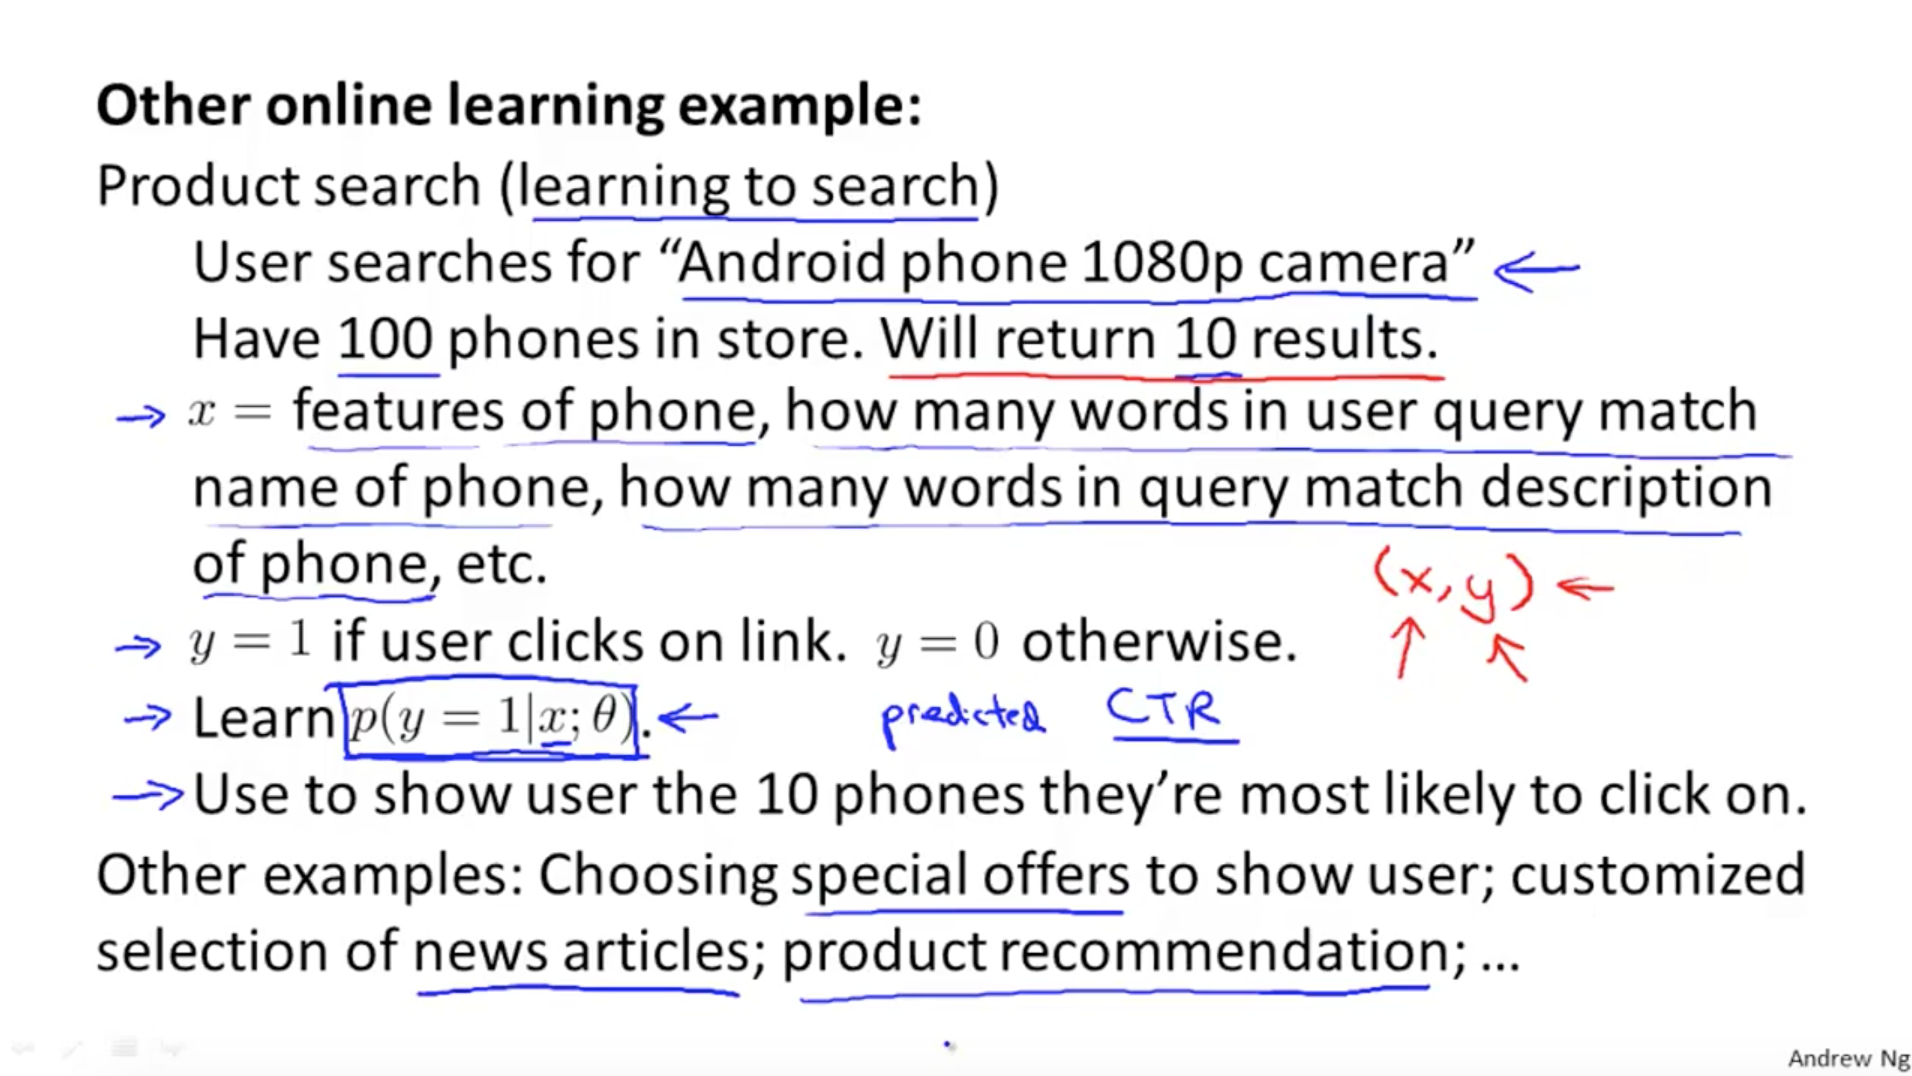 Other online learning example:
Product search (learning to search)
User searches for “Android phone 1080p camera”
Have 100 phones in store. Will return 10 results.
x = features of phone, how many words in user query match
name of phone, how many words in query match description
of phone, etc.
(x, y)
y = 1 if user clicks on link. y = 0 otherwise.
Learn p(y = 1|x; θ). predicted CTR
Use to show user the 10 phones they’re most likely to click on.
Other examples: Choosing special offers to show user; customized
selection of news articles; product recommendation; ...
Andrew Ng